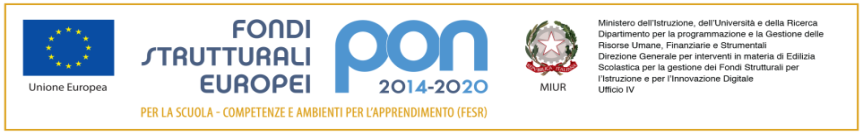 Unione Europea
FONDI
STRUTTURALI
EUROPEI
pon
2014-2020
PER LA SCUOLA - COMPETENZE E AMBIENTI PER L'APPRENDIMENTO (FESR)
MIUR
Ministero dell'Istruzione, dell'Università e della Ricerca
Dipartimento per la programmazione e la Gestione delle
Risorse Umane, Finanziarie e Strumentali
Direzione Generale per interventi in materia di Edilizia
Scolastica per la gestione dei Fondi Strutturali per
l'Istruzione e per l'Innovazione Digitale
Ufficio IV